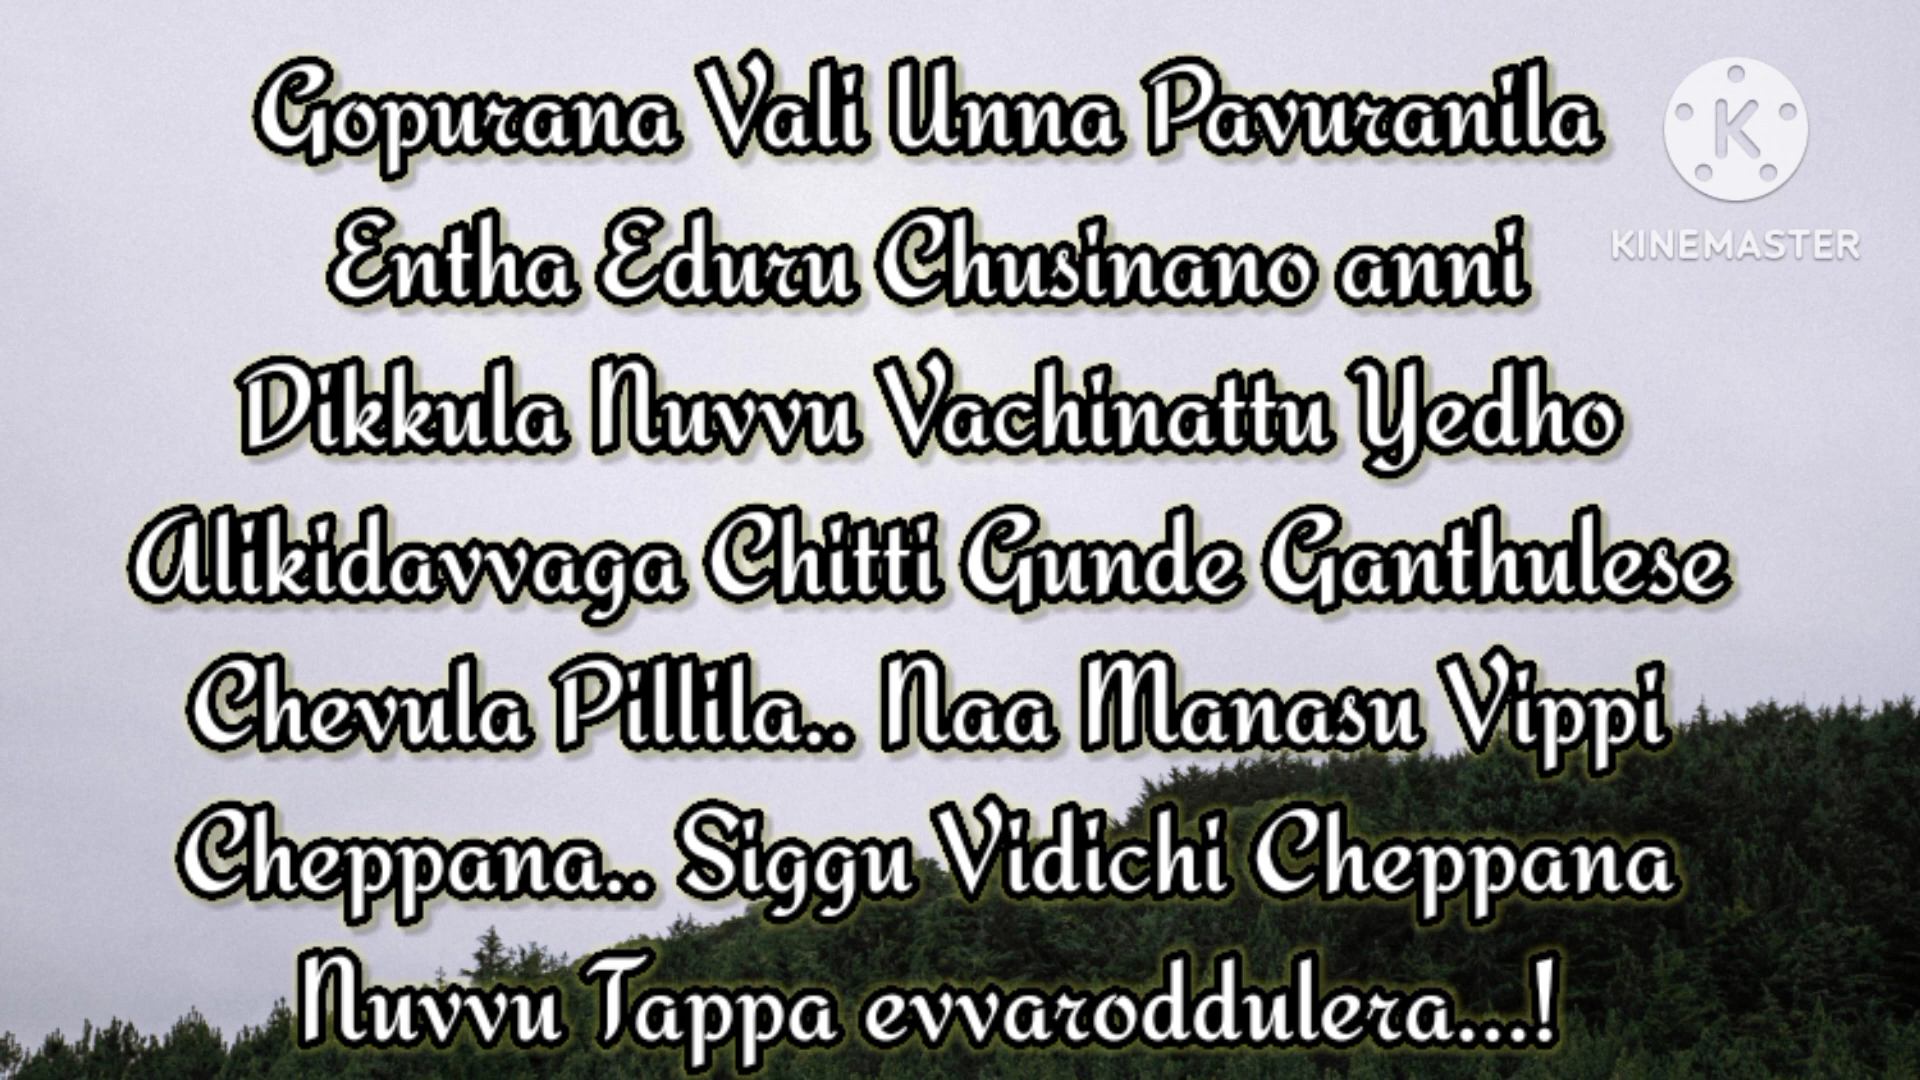 Gopurana Vali Unna Pavuranila
Entha Eduru Chusinano anni
Dikkula Nuvvu Vachinattu Yedho
Alikidavvaga Chitti Gunde Ganthulese
Chevula Pillila.. Naa Manasu Vippi
Cheppana.. Siggu Vidichi Cheppana
Nuvvu Tappa evvaroddulera...!
K
KINEMASTER